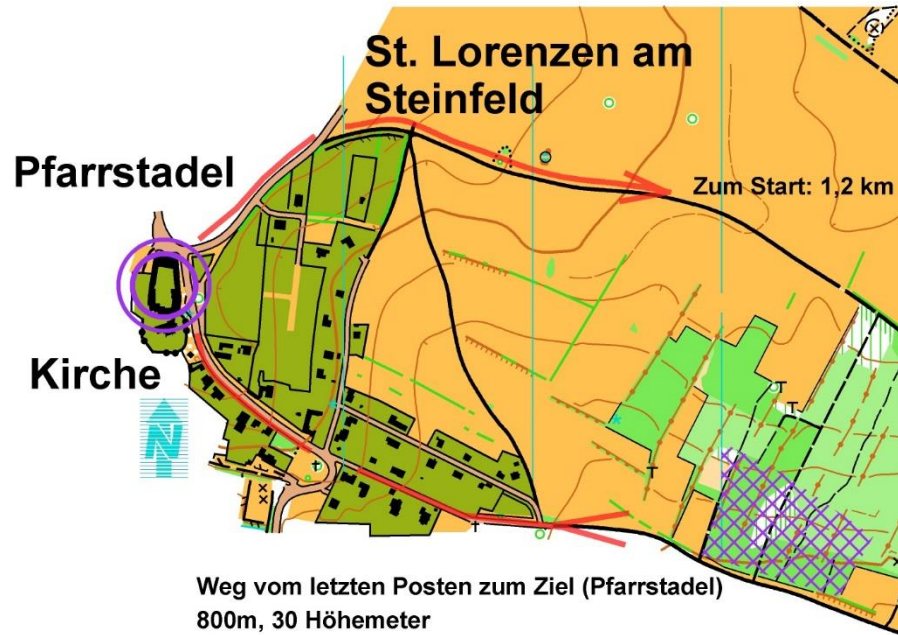 St. Lorenzen am
Steinfeld
Pfarrstadel
Zum Start: 1,2 km
Kirche
N
Weg vom letzten Posten zum Ziel (Pfarrstadel)
800m, 30 Höhemeter